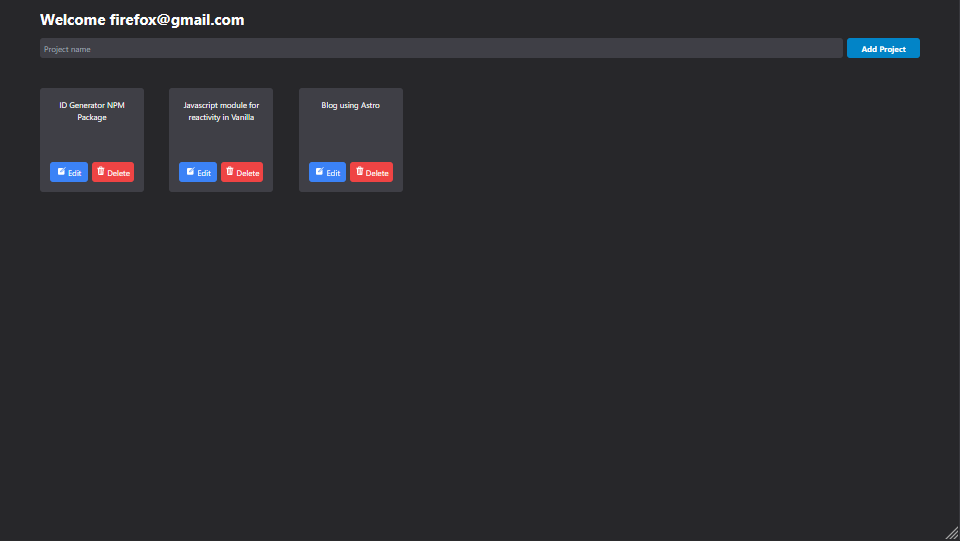 Welcome firefox@gmail.com
Project name
Add Project
ID Generator NPM
Package
Edit
Delete
Javascript module for
reactivity in Vanilla
Edit
Delete
Blog using Astro
Edit
Delete